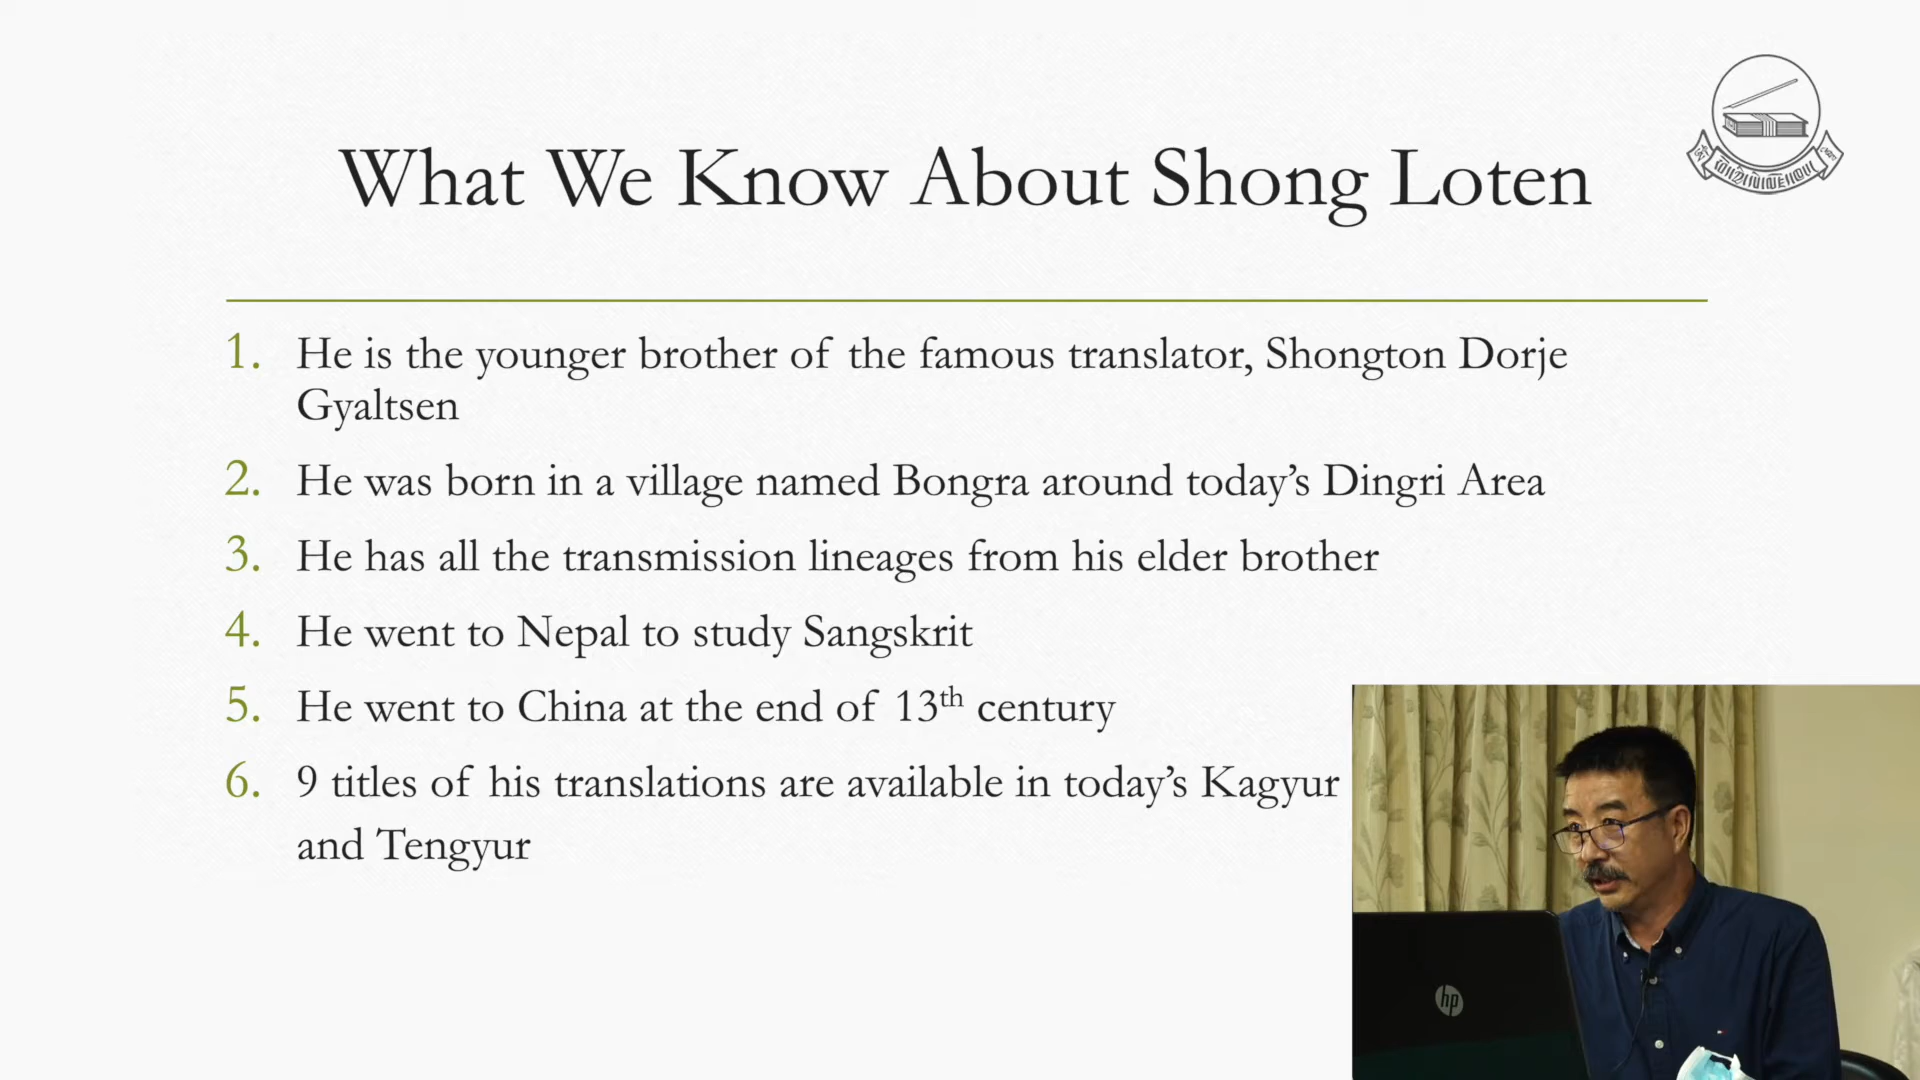 What We Know About Shong Loten
1. He is the younger brother of the famous translator, Shongton Dorje
Gyaltsen
2. He was born in a village named Bongra around today’s Dingri Area
3. He has all the transmission lineages from his elder brother
4. He went to Nepal to study Sangskrit
5. He went to China at the end of 13th century
6. 9 titles of his translations are available in today’s Kagyur
and Tengyur
hp